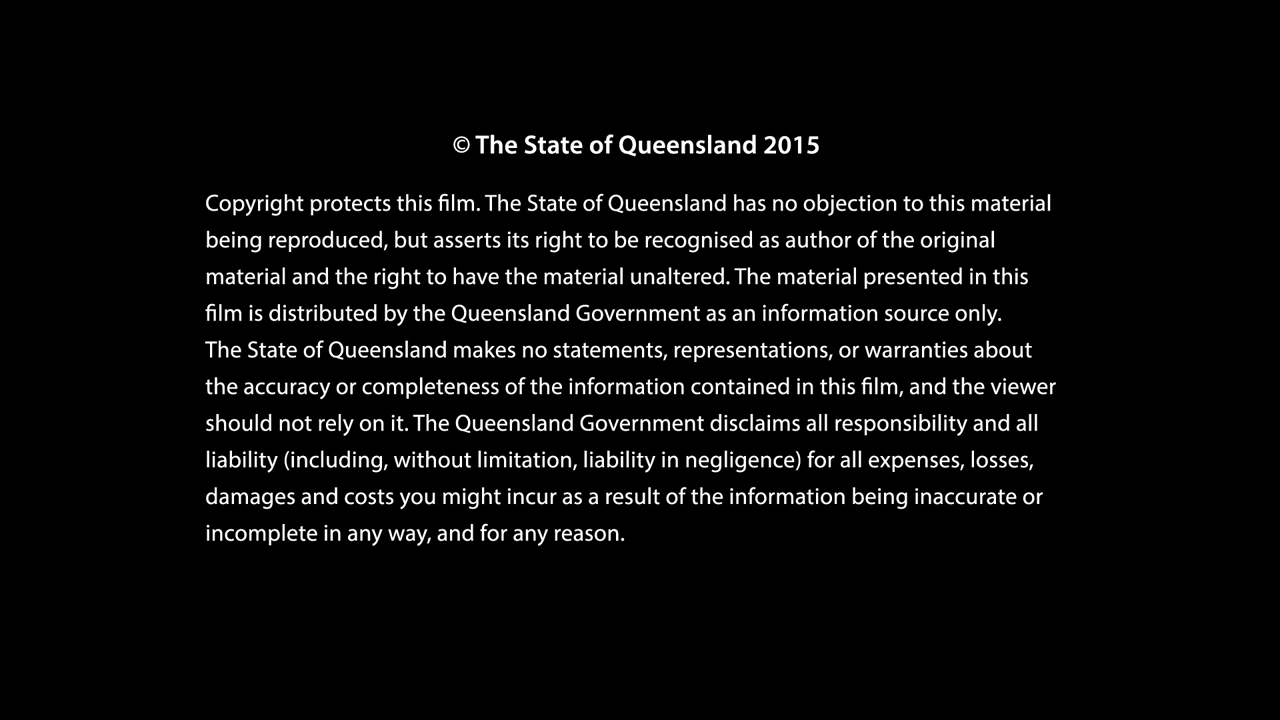 © The State of Queensland 2015
Copyright protects this film. The State of Queensland has no objection to this material
being reproduced, but asserts its right to be recognised as author of the original
material and the right to have the material unaltered. The material presented in this
film is distributed by the Queensland Government as an information source only.
The State of Queensland makes no statements, representations, or warranties about
the accuracy or completeness of the information contained in this film, and the viewer
should not rely on it. The Queensland Government disclaims all responsibility and all
liability (including, without limitation, liability in negligence) for all expenses, losses,
damages and costs you might incur as a result of the information being inaccurate or
incomplete in any way, and for any reason.